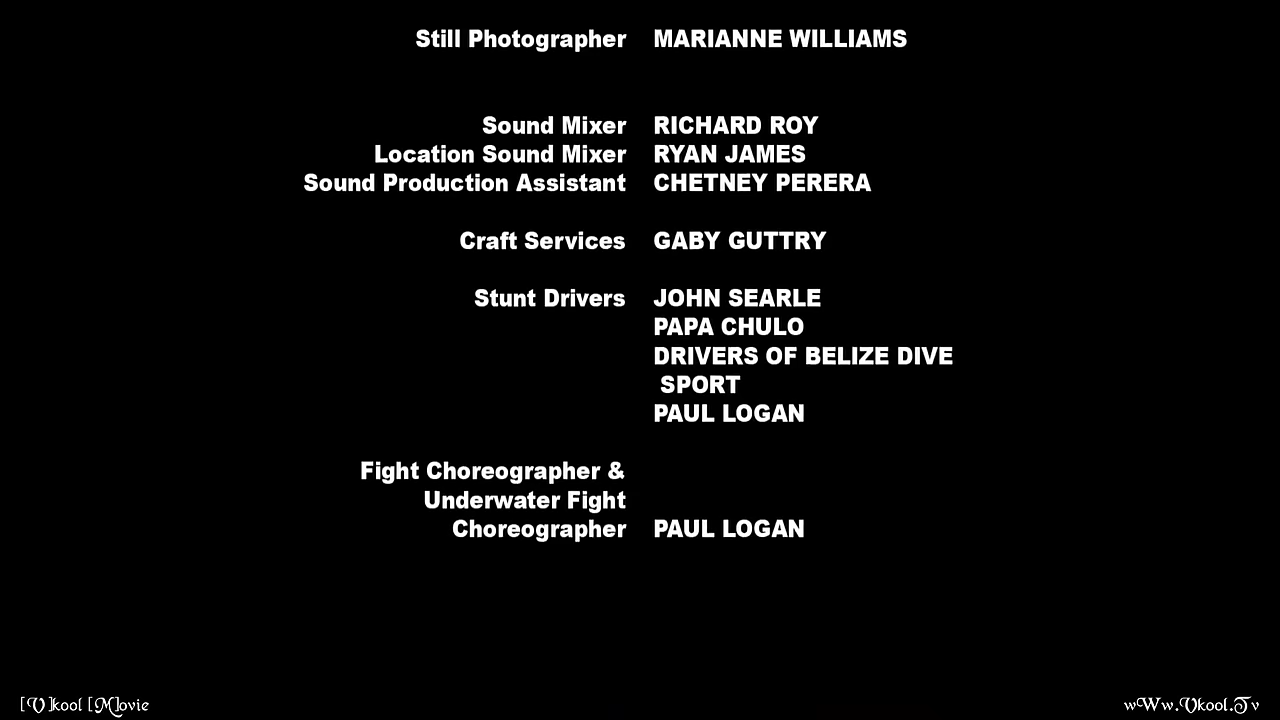 Still Photographer MARIANNE WILLIAMS
Sound Mixer RICHARD ROY
Location Sound Mixer RYAN JAMES
Sound Production Assistant CHETNEY PERERA
Craft Services GABY GUTTRY
Stunt Drivers JOHN SEARLE
PAPA CHULO
DRIVERS OF BELIZE DIVE
SPORT
PAUL LOGAN
Fight Choreographer &
Underwater Fight
Choreographer PAUL LOGAN
[V]kool [M]ovie
wWw.Vkool.Tv